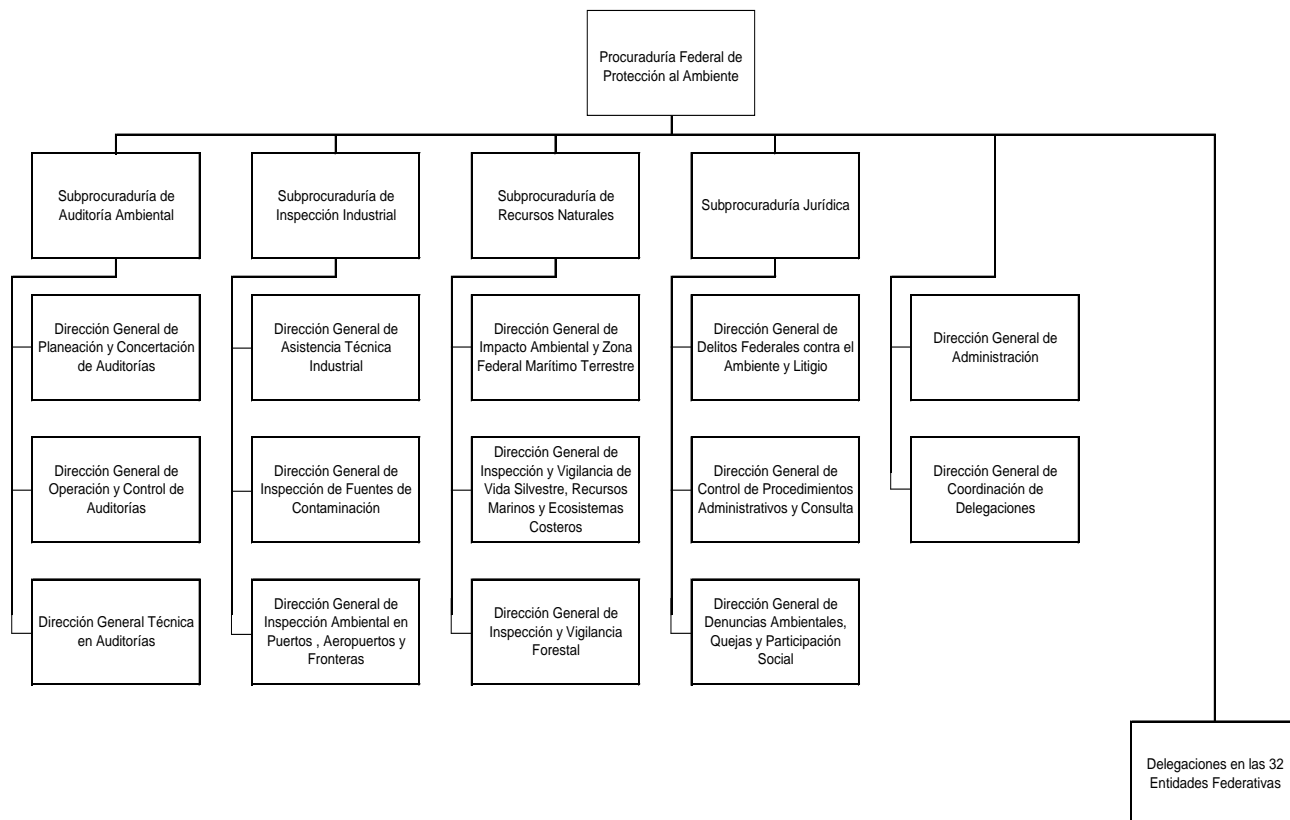 Procuraduría Federal de
Protección al Ambiente
Subprocuraduría de
Auditoría Ambiental
Subprocuraduría de
Inspección Industrial
Subprocuraduría de
Recursos Naturales
Subprocuraduría Jurídica
Dirección General de
Planeación y Concertación
de Auditorías
Dirección General de
Asistencia Técnica
Industrial
Dirección General de
Impacto Ambiental y Zona
Federal Marítimo Terrestre
Dirección General de
Delitos Federales contra el
Ambiente y Litigio
Dirección General de
Administración
Dirección General de
Operación y Control de
Auditorías
Dirección General de
Inspección de Fuentes de
Contaminación
Dirección General de
Inspección y Vigilancia de
Vida Silvestre, Recursos
Marinos y Ecosistemas
Costeros
Dirección General de
Control de Procedimientos
Administrativos y Consulta
Dirección General de
Coordinación de
Delegaciones
Dirección General Técnica
en Auditorías
Dirección General de
Inspección Ambiental en
Puertos , Aeropuertos y
Fronteras
Dirección General de
Inspección y Vigilancia
Forestal
Dirección General de
Denuncias Ambientales,
Quejas y Participación
Social
Delegaciones en las 32
Entidades Federativas